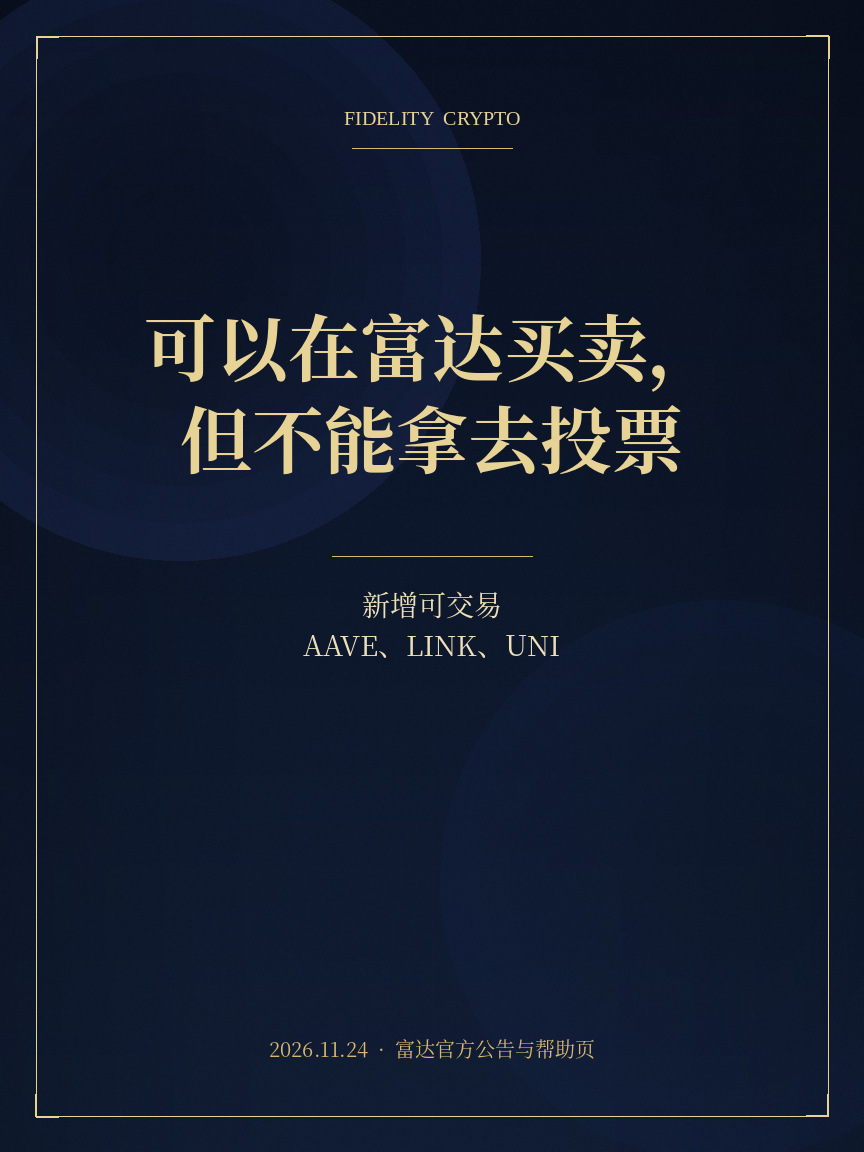 FIDELITY CRYPTO
可以在富达买卖，
但不能拿去投票
新增可交易
AAVE、LINK、UNI
2026.11.24 · 富达官方公告与帮助页